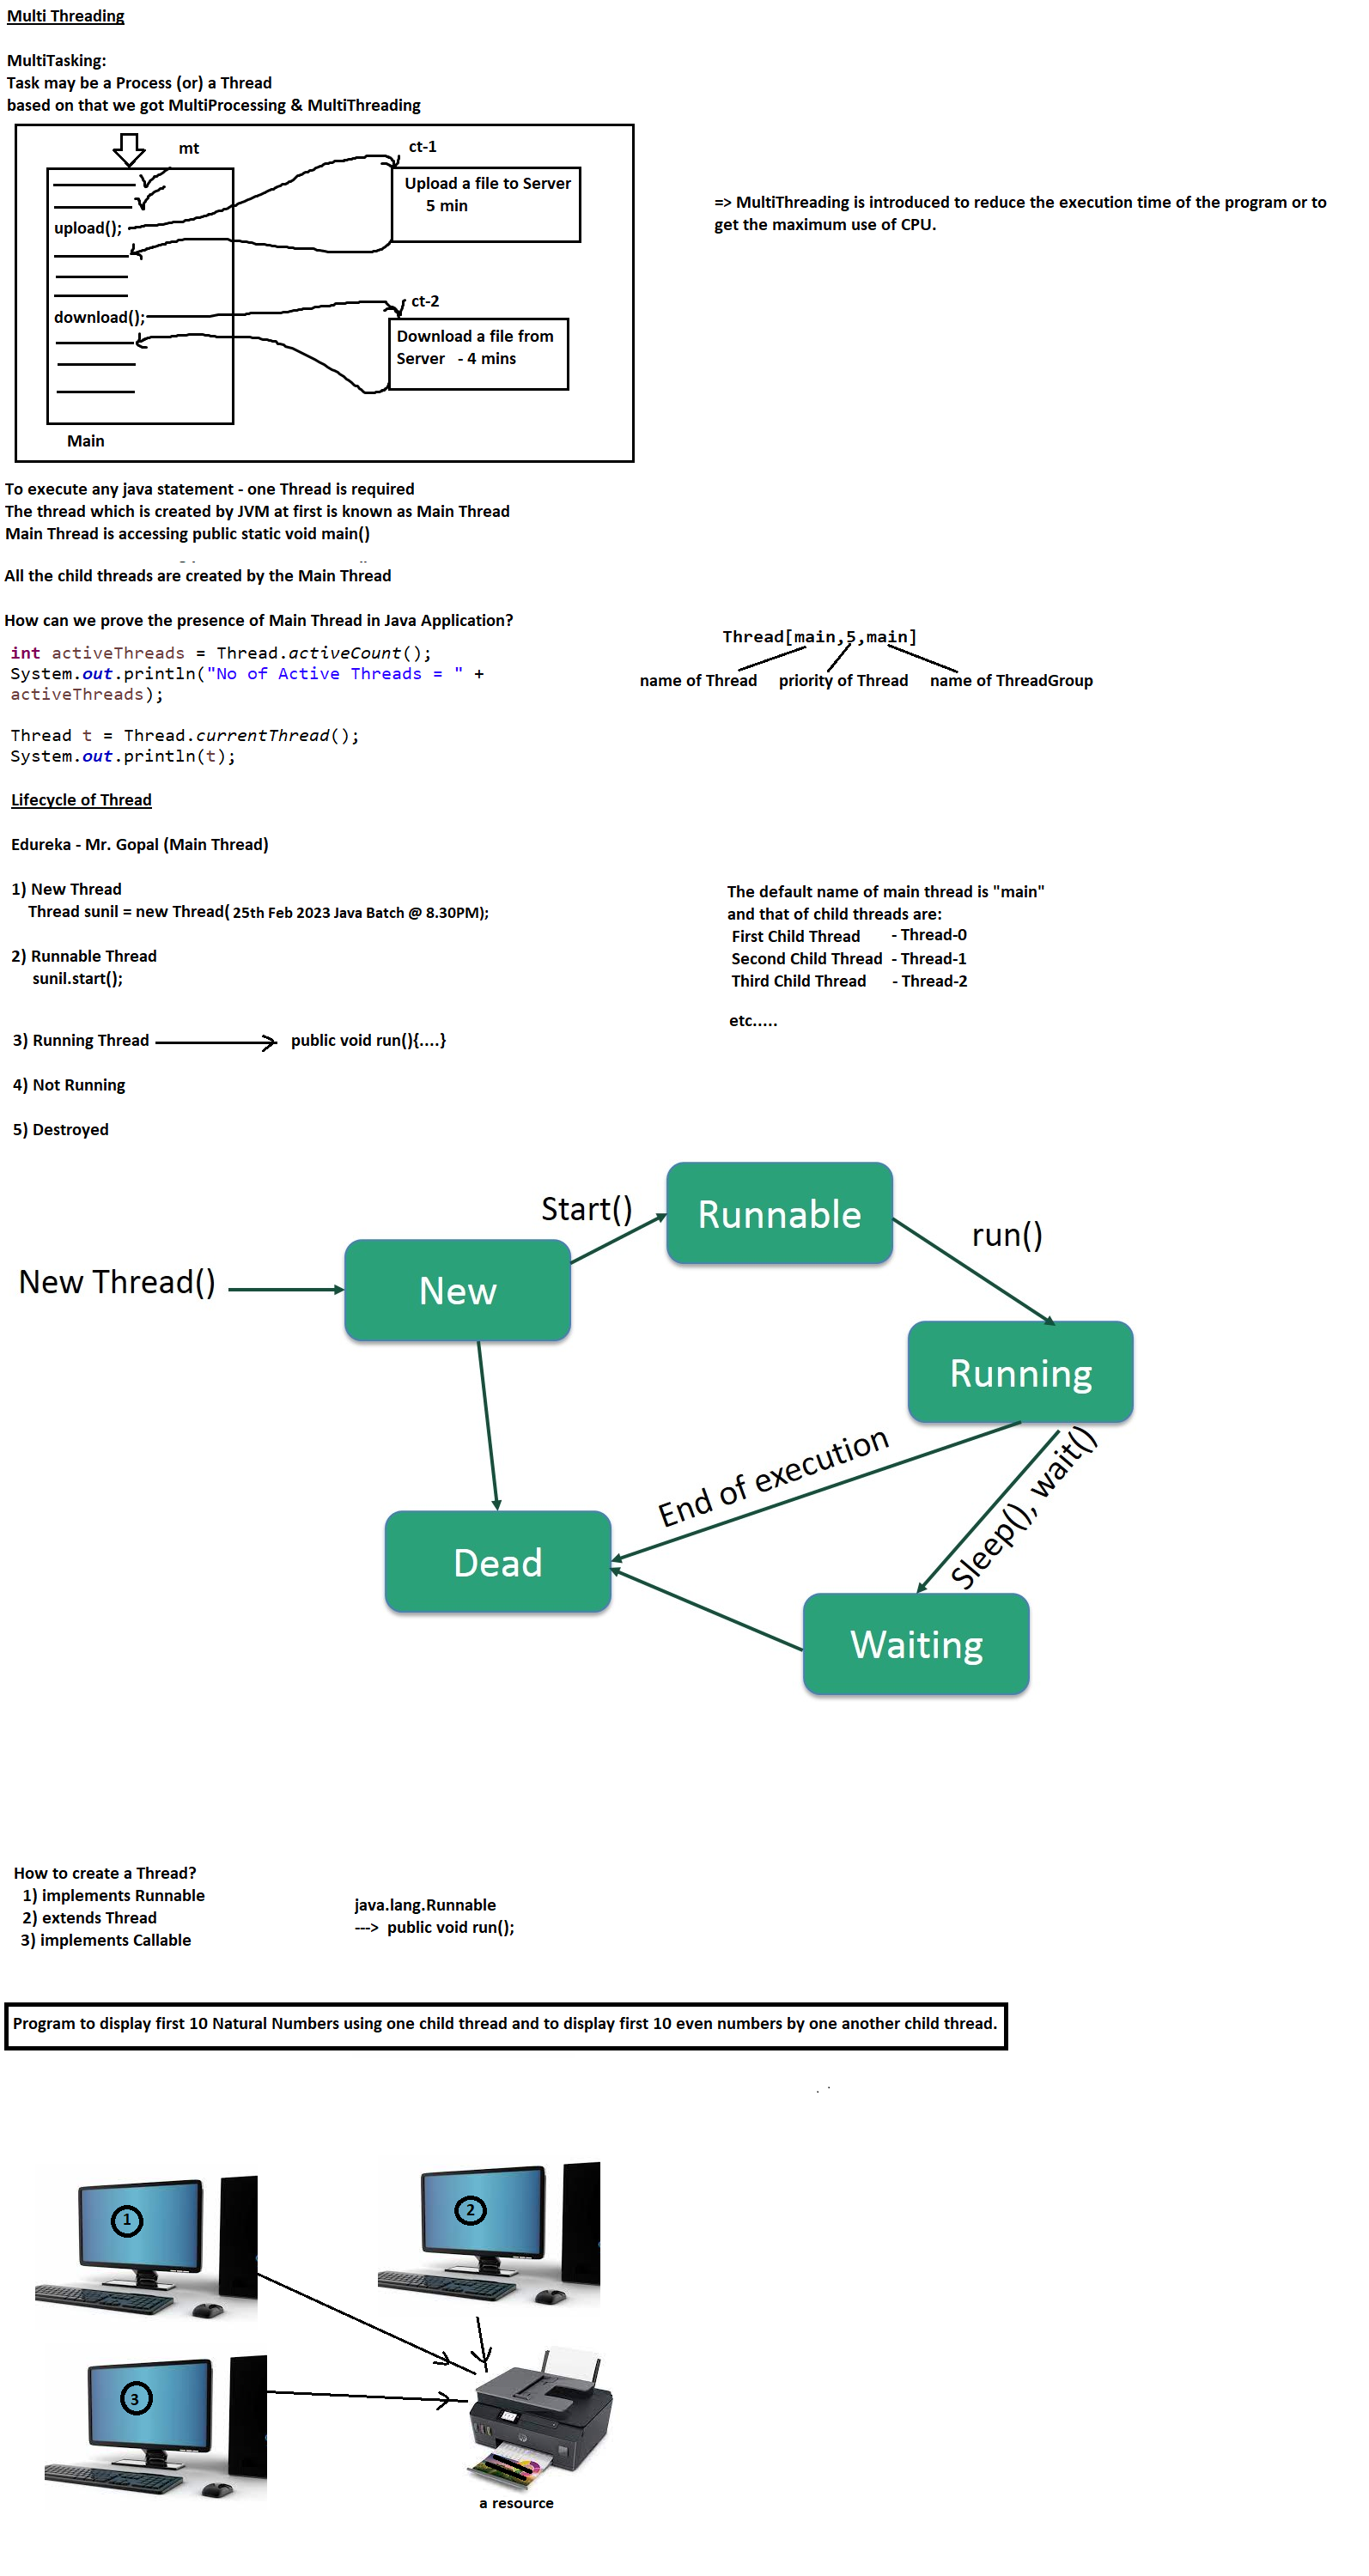 Multi Threading
MultiTasking:
Task may be a Process (or) a Thread
based on that we got MultiProcessing & MultiThreading
mt
ct-1
Upload a file to Server
5 min
upload();
ct-2
download();
Download a file from
Server - 4 mins
Main
=> MultiThreading is introduced to reduce the execution time of the program or to
get the maximum use of CPU.
To execute any java statement - one Thread is required
The thread which is created by JVM at first is known as Main Thread
Main Thread is accessing public static void main()
All the child threads are created by the Main Thread
How can we prove the presence of Main Thread in Java Application?
int activeThreads = Thread.activeCount();
System.out.println("No of Active Threads = " +
activeThreads);
Thread t = Thread.currentThread();
System.out.println(t);
Thread[main,5,main]
name of Thread priority of Thread name of ThreadGroup
Lifecycle of Thread
Edureka - Mr. Gopal (Main Thread)
1) New Thread
Thread sunil = new Thread( 25th Feb 2023 Java Batch @ 8.30PM);
2) Runnable Thread
sunil.start();
3) Running Thread public void run(){....}
4) Not Running
5) Destroyed
The default name of main thread is "main"
and that of child threads are:
First Child Thread - Thread-0
Second Child Thread - Thread-1
Third Child Thread - Thread-2
etc.....
New Thread()
New
Start()
Runnable
run()
Running
End of execution
Sleep(), wait()
Dead
Waiting
How to create a Thread?
1) implements Runnable
2) extends Thread
3) implements Callable
java.lang.Runnable
---> public void run();
Program to display first 10 Natural Numbers using one child thread and to display first 10 even numbers by one another child thread.
1
2
3
a resource